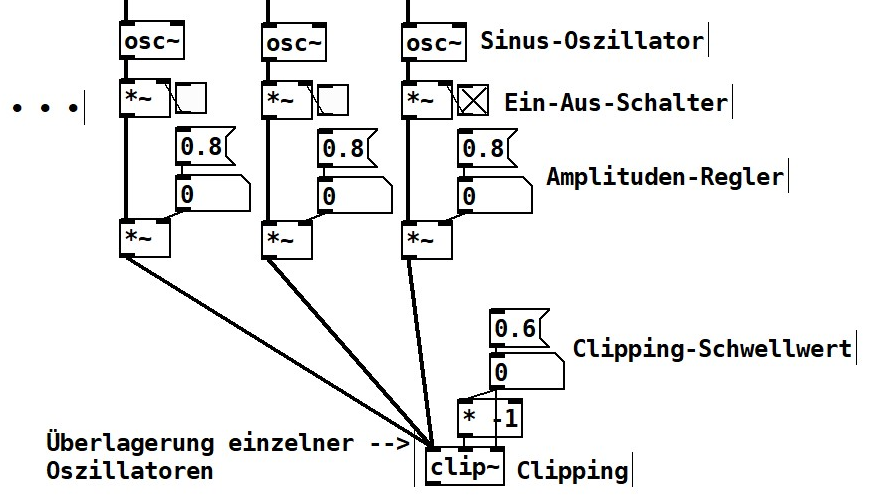 osc~ osc~ osc~ Sinus-Oszillator
• • • *~ *~ *~ Ein-Aus-Schalter
0.8 0.8 0.8
Amplituden-Regler
0 0 0
*~ *~ *~
0.6
Clipping-Schwellwert
0
* -1
Überlagerung einzelner -->
Oszillatoren
clip~ Clipping